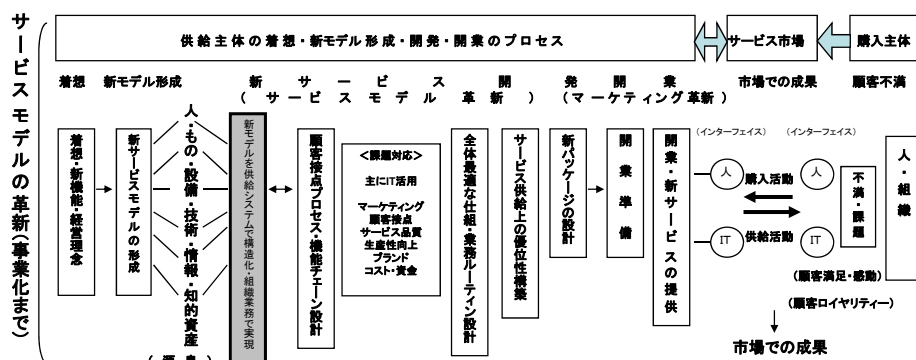 サービスモデルの革新(事業化まで)
供給主体の着想・新モデル形成・開発・開業のプロセス
サービス市場
購入主体
着想
新モデル形成
新サービス開発開業
市場での成果
顧客不満
(サービスモデル革新)
(マーケティング革新)
着想・新機能・経営理念
新サービスモデルの形成
人・もの・設備・技術・情報・知的資産
新モデルを供給システムで構造化・組織業務で実現
顧客接点プロセス・機能チェーン設計
<課題対応>
主にIT活用
マーケティング
顧客接点
サービス品質
生産性向上
ブランド
コスト・資金
全体最適な仕組・業務ルーティン設計
サービス供給上の優位性構築
新パッケージの設計
開業準備
開業・新サービスの提供
(インターフェイス)
(インターフェイス)
人
購入活動
人
IT
供給活動
IT
不満・課題
人・組織
(顧客満足・感動)
(顧客ロイヤリティー)
市場での成果